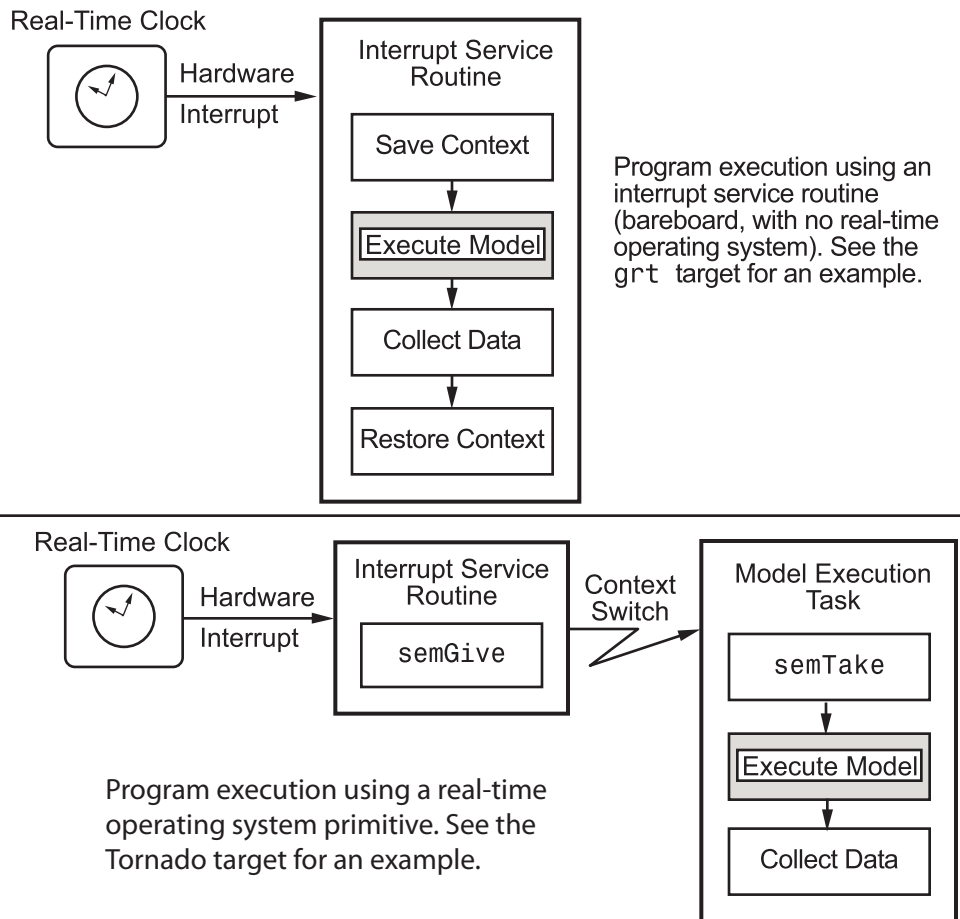 Real-Time Clock
Hardware
Interrupt
Interrupt Service
Routine
Save Context
Execute Model
Collect Data
Restore Context
Program execution using an
interrupt service routine
(bareboard, with no real-time
operating system). See the
grt target for an example.
Real-Time Clock
Hardware
Interrupt
Interrupt Service
Routine
semGive
Context
Switch
Model Execution
Task
semTake
Execute Model
Collect Data
Program execution using a real-time
operating system primitive. See the
Tornado target for an example.